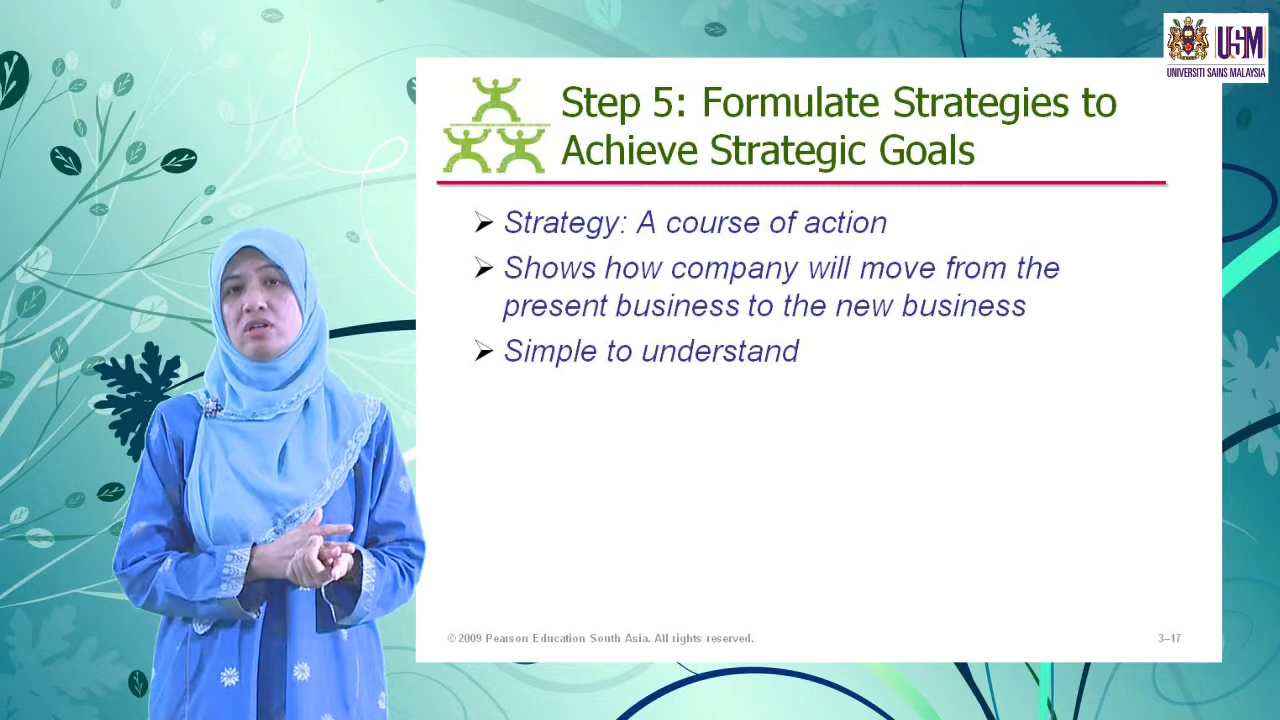 USM
UNIVERSITI SAINS MALAYSIA
Step 5: Formulate Strategies to
Achieve Strategic Goals
➢ Strategy: A course of action
➢ Shows how company will move from the
present business to the new business
➢ Simple to understand
©2009 Pearson Education South Asia. All rights reserved.
3–17